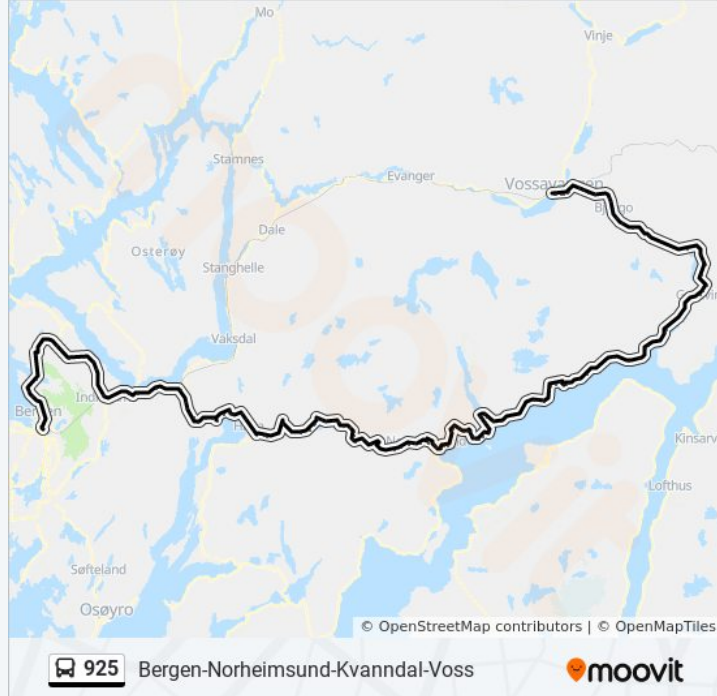 Mo
Vinje
Stamnes
Evanger
Dale
Osterøy
Stanghelle
Vaksdal
Bergen
Kinsarv
Lofthus
Søfteland
Osøyro
© OpenStreetMap contributors | © OpenMapTiles
925 Bergen-Norheimsund-Kvanndal-Voss
moovit